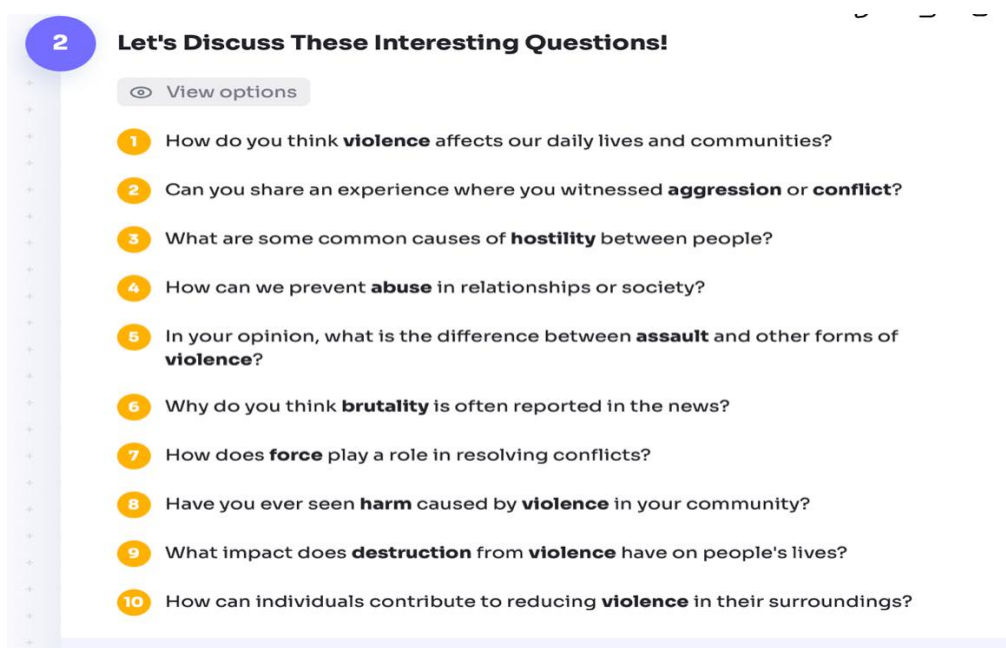 2
Let's Discuss These Interesting Questions!
View options
1 How do you think violence affects our daily lives and communities?
2 Can you share an experience where you witnessed aggression or conflict?
3 What are some common causes of hostility between people?
4 How can we prevent abuse in relationships or society?
5 In your opinion, what is the difference between assault and other forms of
violence?
6 Why do you think brutality is often reported in the news?
7 How does force play a role in resolving conflicts?
8 Have you ever seen harm caused by violence in your community?
9 What impact does destruction from violence have on people's lives?
10 How can individuals contribute to reducing violence in their surroundings?